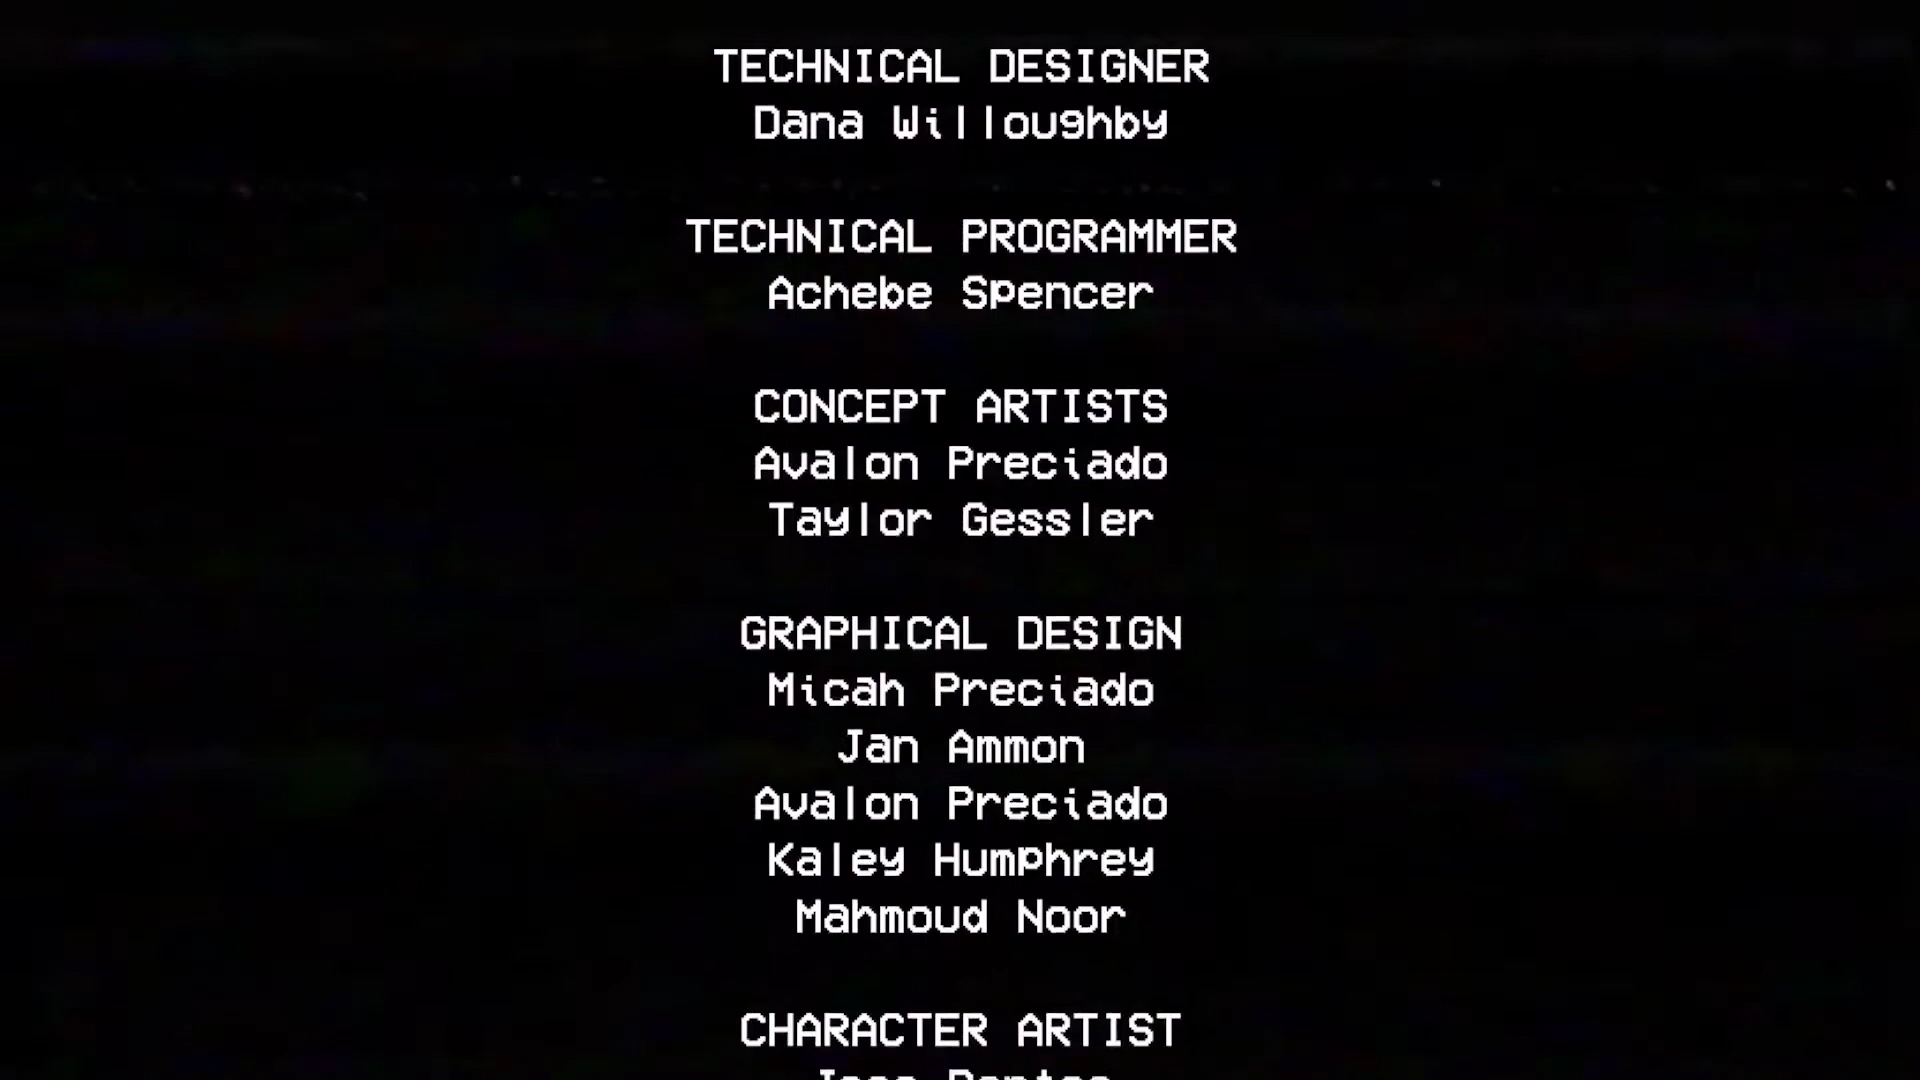 TECHNICAL DESIGNER
Dana Willoughby
TECHNICAL PROGRAMMER
Achebe Spencer
CONCEPT ARTISTS
Avalon Preciado
Taylor Gessler
GRAPHICAL DESIGN
Micah Preciado
Jan Ammon
Avalon Preciado
Kaley Humphrey
Mahmoud Noor
CHARACTER ARTIST